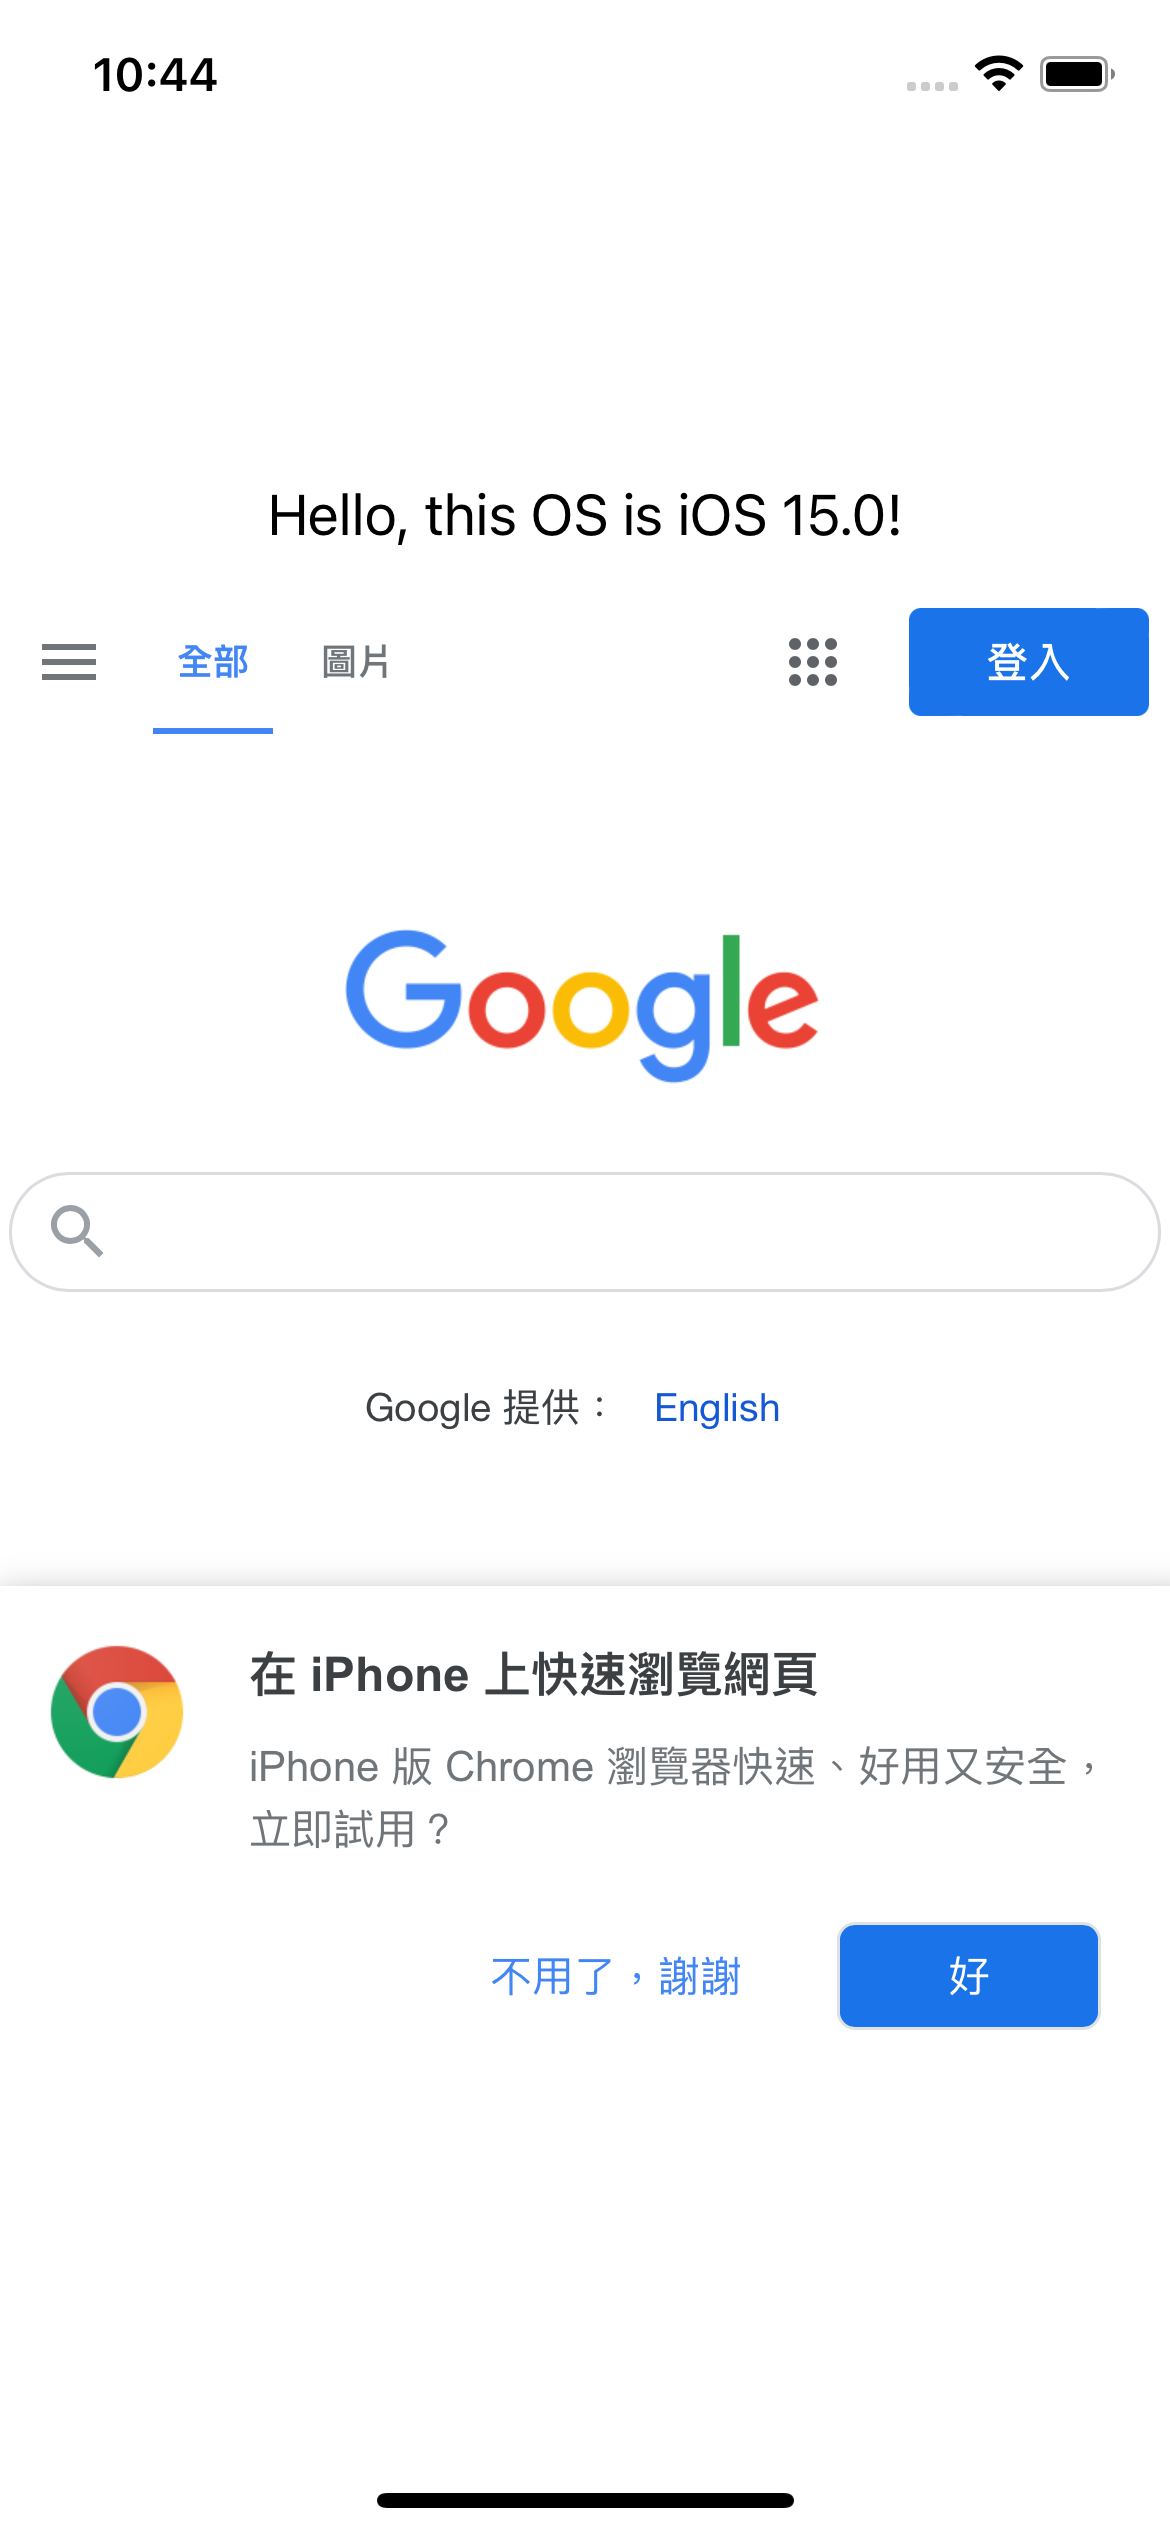 10:44
Hello, this OS is iOS 15.0!
全部 圖片 登入
Google
Google 提供： English
在 iPhone 上快速瀏覽網頁
iPhone 版 Chrome 瀏覽器快速、好用又安全，
立即試用？
不用了，謝謝 好